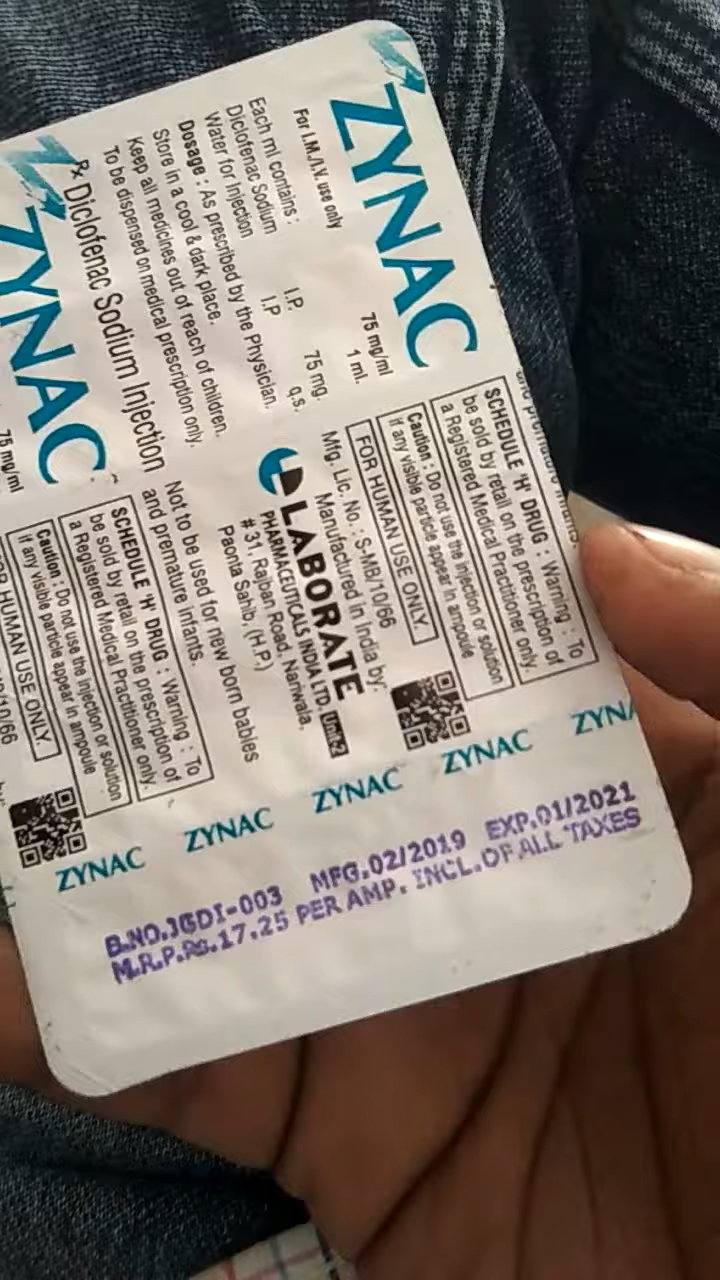 ZYNAC
For I.M./I.V. use only
75 mg/ml
1 ml.
Each ml contains :
Diclofenac Sodium I.P. 75 mg.
Water for Injection I.P q.s.
Dosage : As prescribed by the Physician.
Store in a cool & dark place.
Keep all medicines out of reach of children.
To be dispensed on medical prescription only.
and premature infants.
SCHEDULE 'H' DRUG : Warning : To
be sold by retail on the prescription of
a Registered Medical Practitioner only.
Caution : Do not use the injection or solution
if any visible particle appear in ampoule
FOR HUMAN USE ONLY.
Mfg. Lic. No. : S-MB/10/66
Manufactured in India by:
LABORATE
PHARMACEUTICALS INDIA LTD. Unit-2
# 31, Rajban Road, Nariwala,
Paonta Sahib, (H.P.)
℞ Diclofenac Sodium Injection
ZYNAC
75 mg/ml
Not to be used for new born babies
and premature infants.
SCHEDULE 'H' DRUG : Warning : To
be sold by retail on the prescription of
a Registered Medical Practitioner only.
Caution : Do not use the injection or solution
if any visible particle appear in ampoule
HUMAN USE ONLY.
ZYNAC ZYNAC ZYNAC ZYNAC ZYNA
B.NO.JGDI-003 MFG.02/2019 EXP.01/2021
M.R.P.Rs.17.25 PER AMP. INCL.OF ALL TAXES